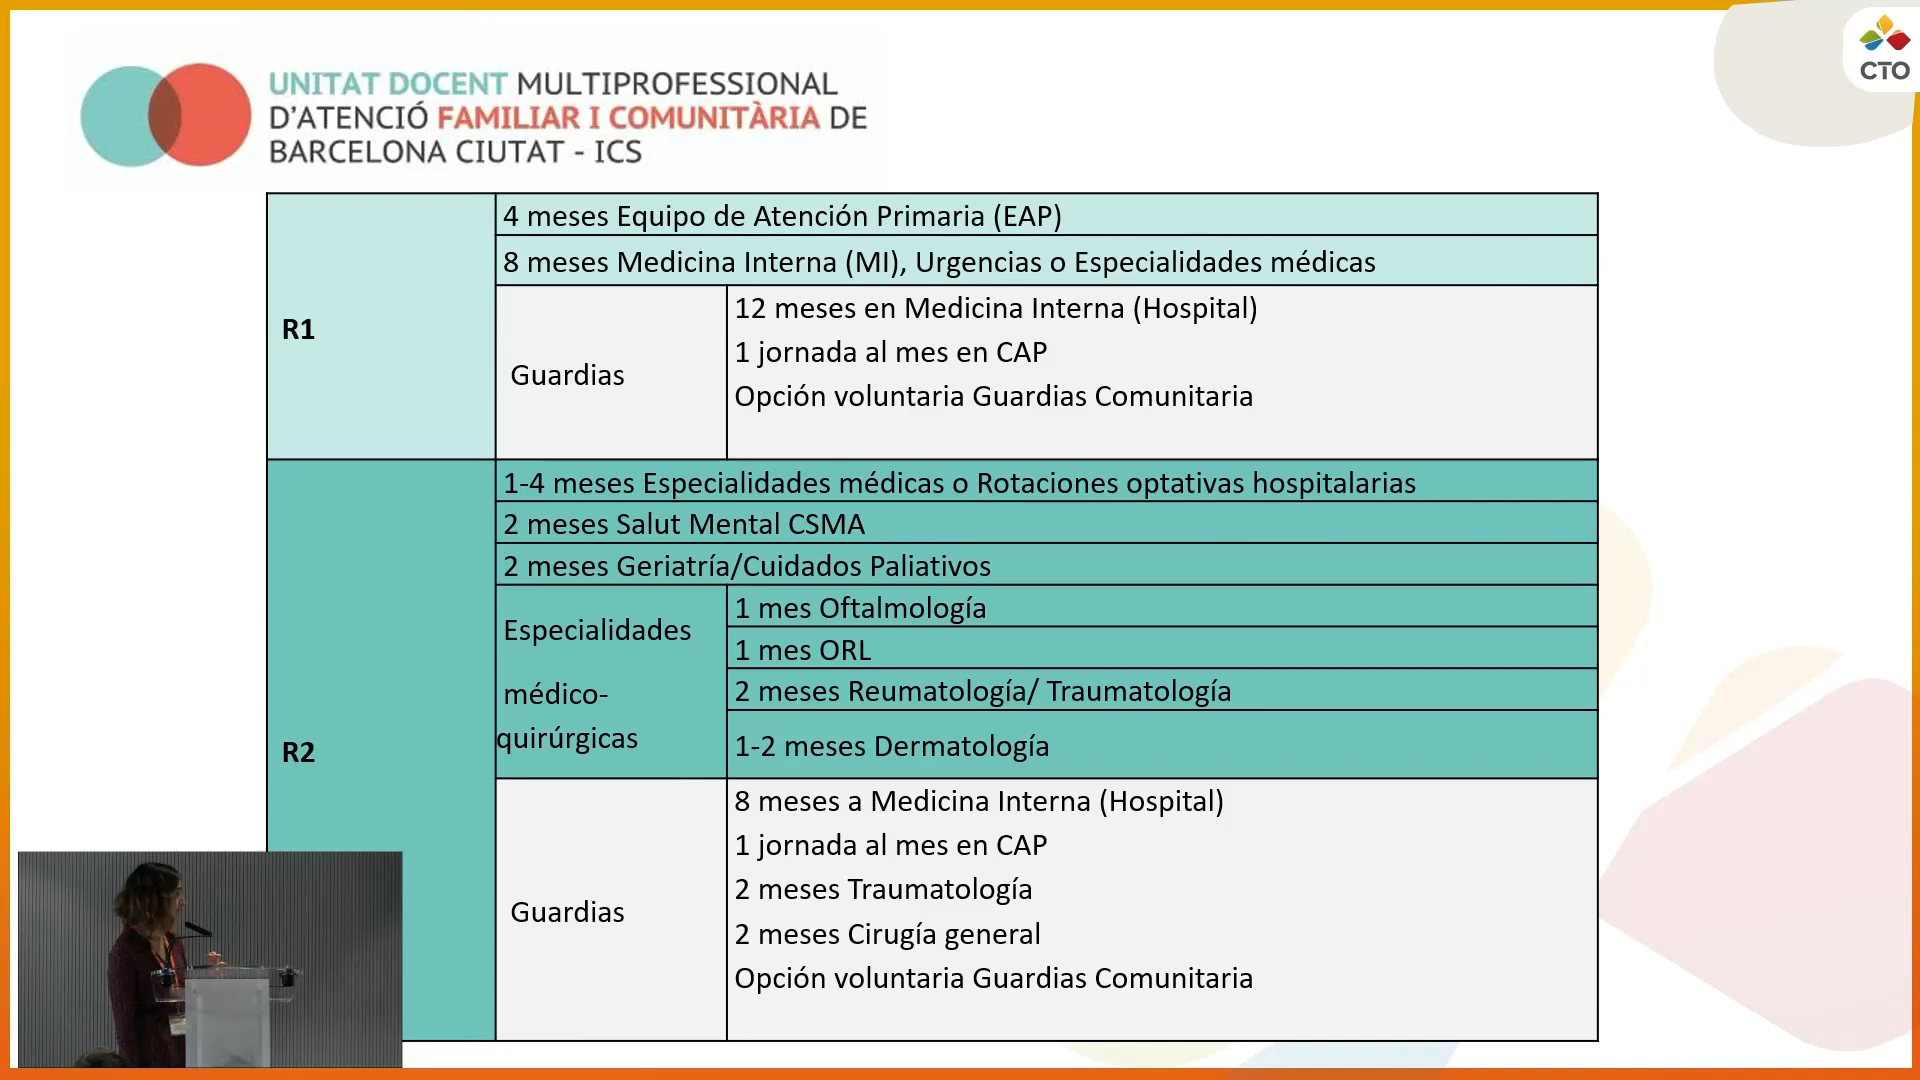 CTO
UNITAT DOCENT MULTIPROFESSIONAL
D'ATENCIÓ FAMILIAR I COMUNITÀRIA DE
BARCELONA CIUTAT - ICS
R1
4 meses Equipo de Atención Primaria (EAP)
8 meses Medicina Interna (MI), Urgencias o Especialidades médicas
Guardias
12 meses en Medicina Interna (Hospital)
1 jornada al mes en CAP
Opción voluntaria Guardias Comunitaria
R2
1-4 meses Especialidades médicas o Rotaciones optativas hospitalarias
2 meses Salut Mental CSMA
2 meses Geriatría/Cuidados Paliativos
Especialidades
médico-
quirúrgicas
1 mes Oftalmología
1 mes ORL
2 meses Reumatología/ Traumatología
1-2 meses Dermatología
Guardias
8 meses a Medicina Interna (Hospital)
1 jornada al mes en CAP
2 meses Traumatología
2 meses Cirugía general
Opción voluntaria Guardias Comunitaria